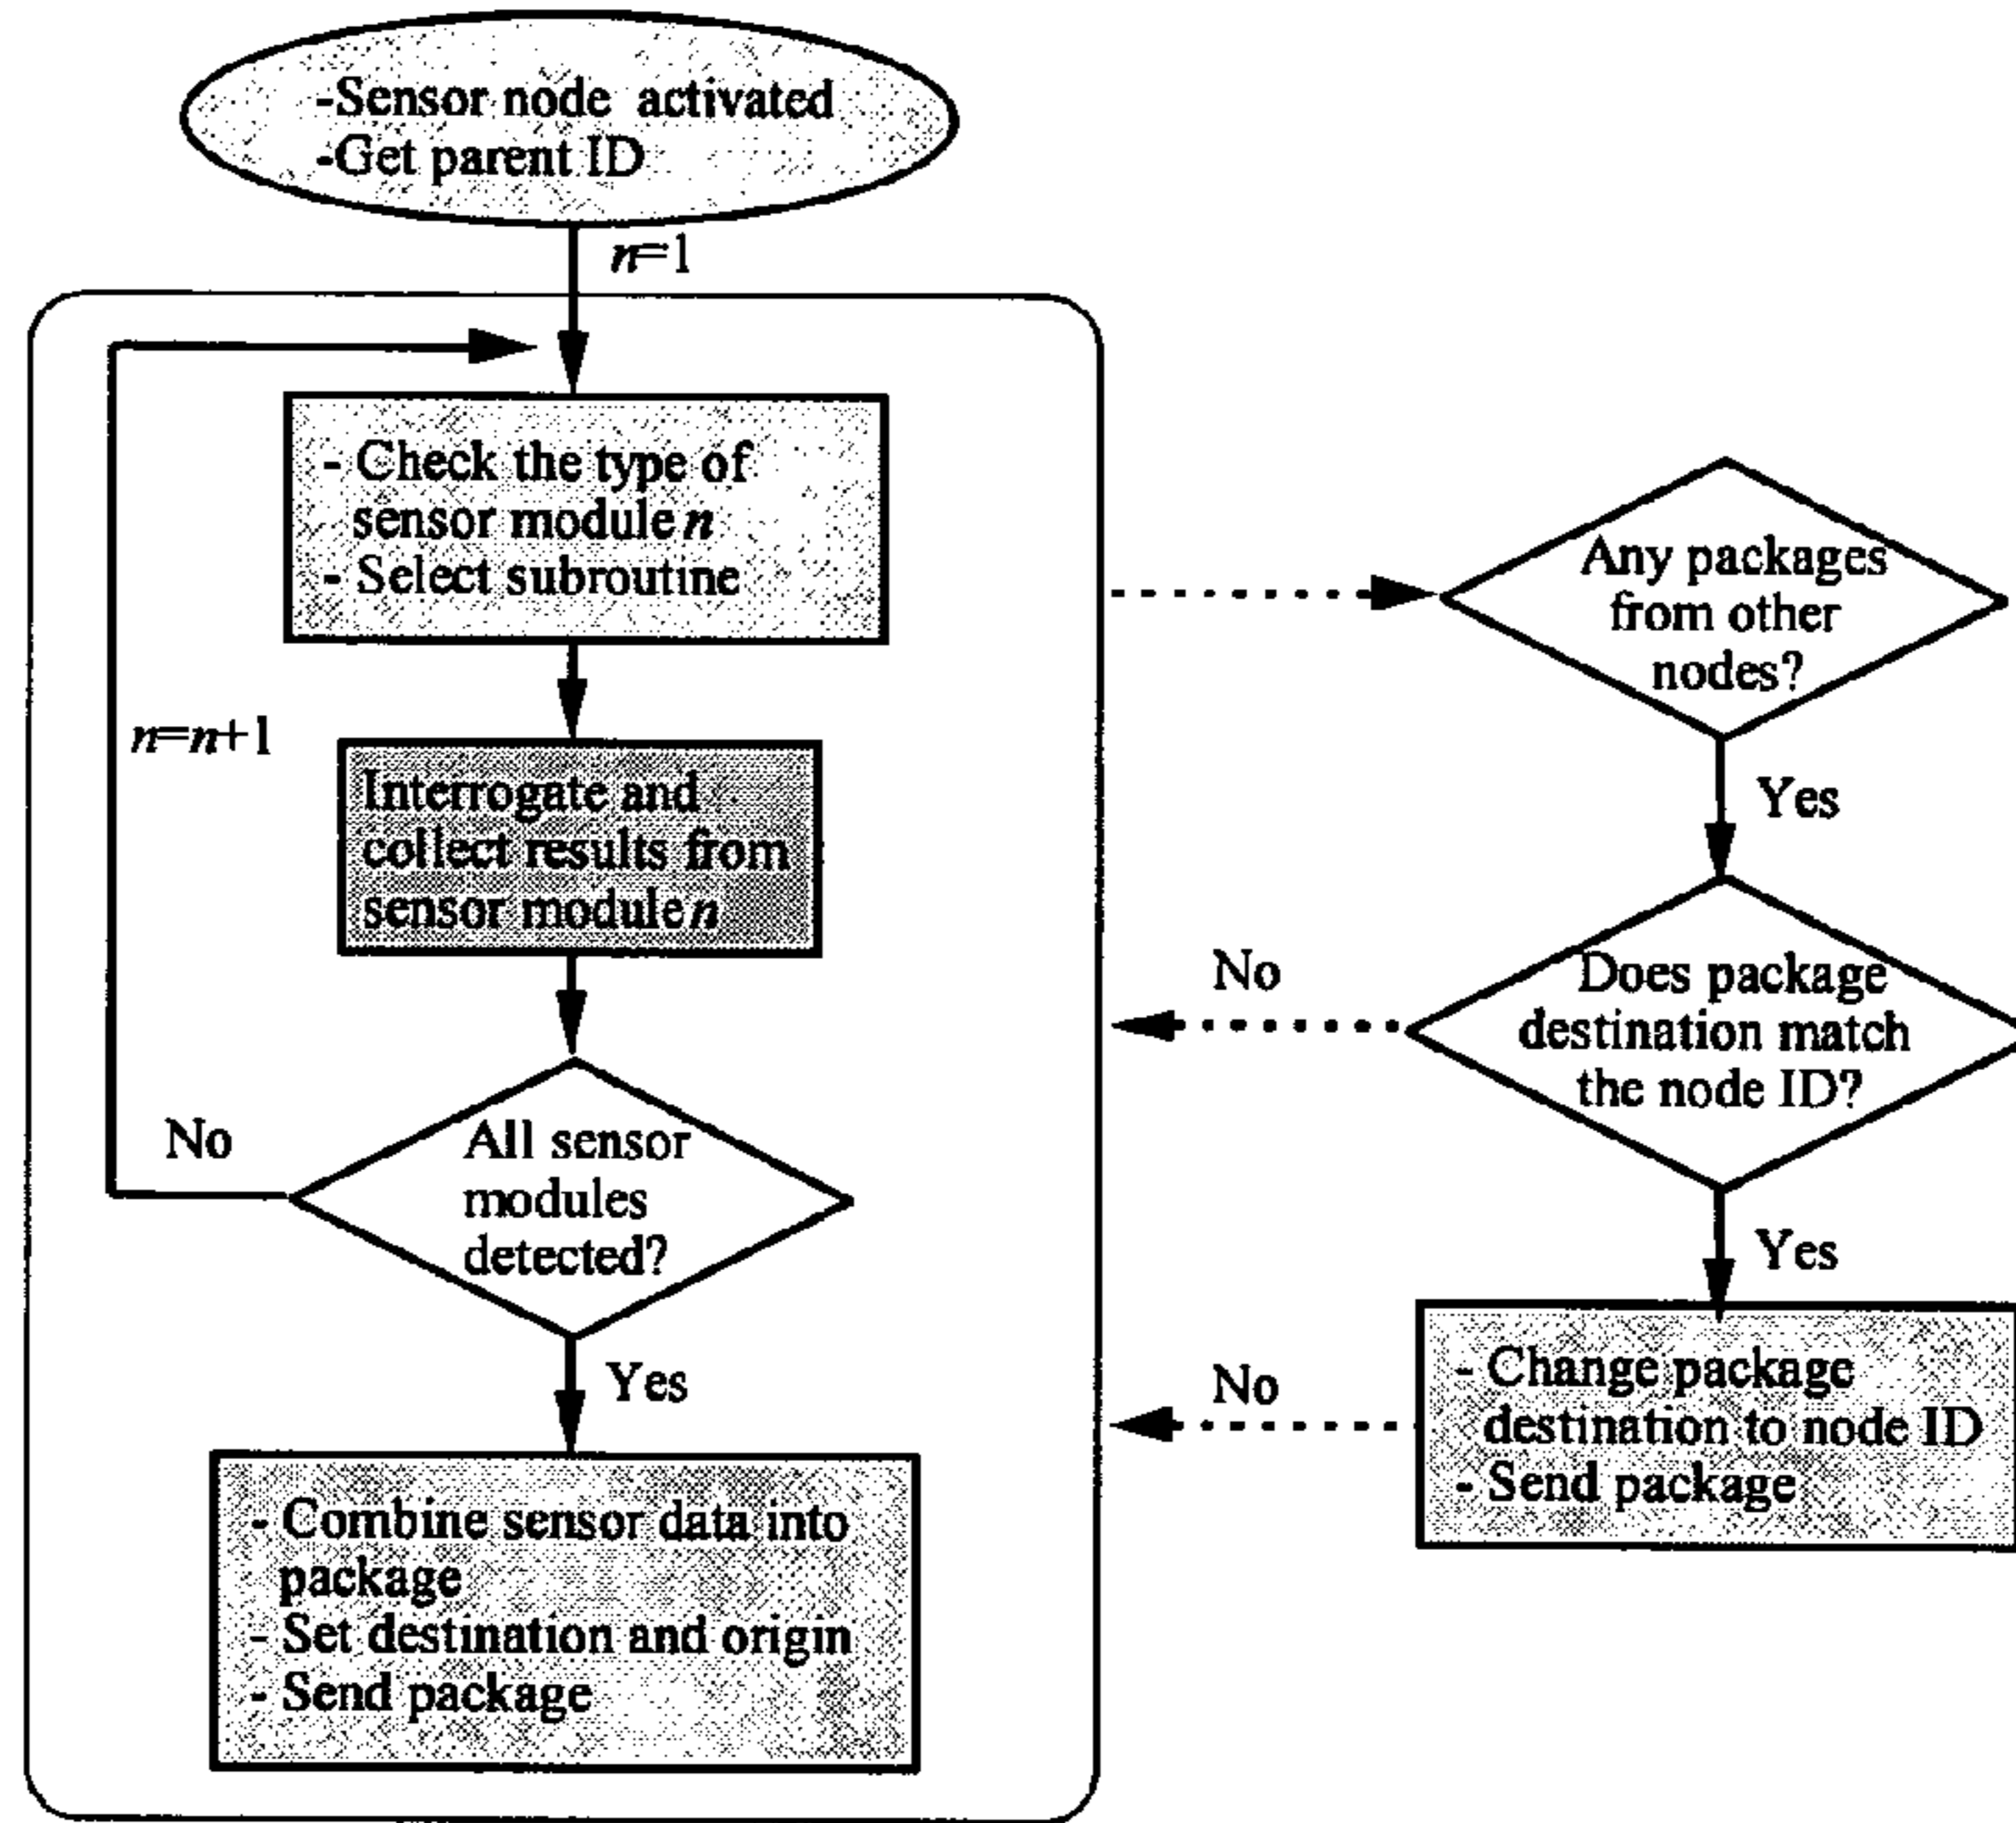 -Sensor node activated
-Get parent ID
n=1
- Check the type of
sensor module n
- Select subroutine
n=n+1
Interrogate and
collect results from
sensor module n
No
All sensor
modules
detected?
Yes
- Combine sensor data into
package
- Set destination and origin
- Send package
Any packages
from other
nodes?
Yes
No
Does package
destination match
the node ID?
Yes
No
- Change package
destination to node ID
- Send package